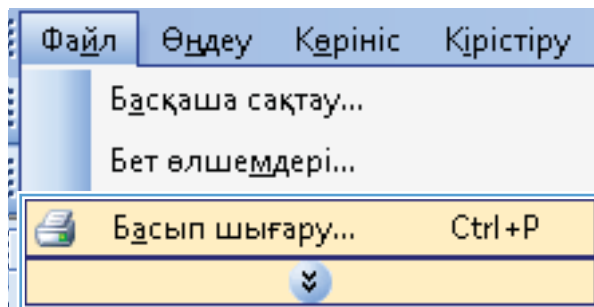 Файл Өңдеу Көрініс Кірістіру
Басқаша сақтау...
Бет өлшемдері...
Басып шығару... Ctrl+P